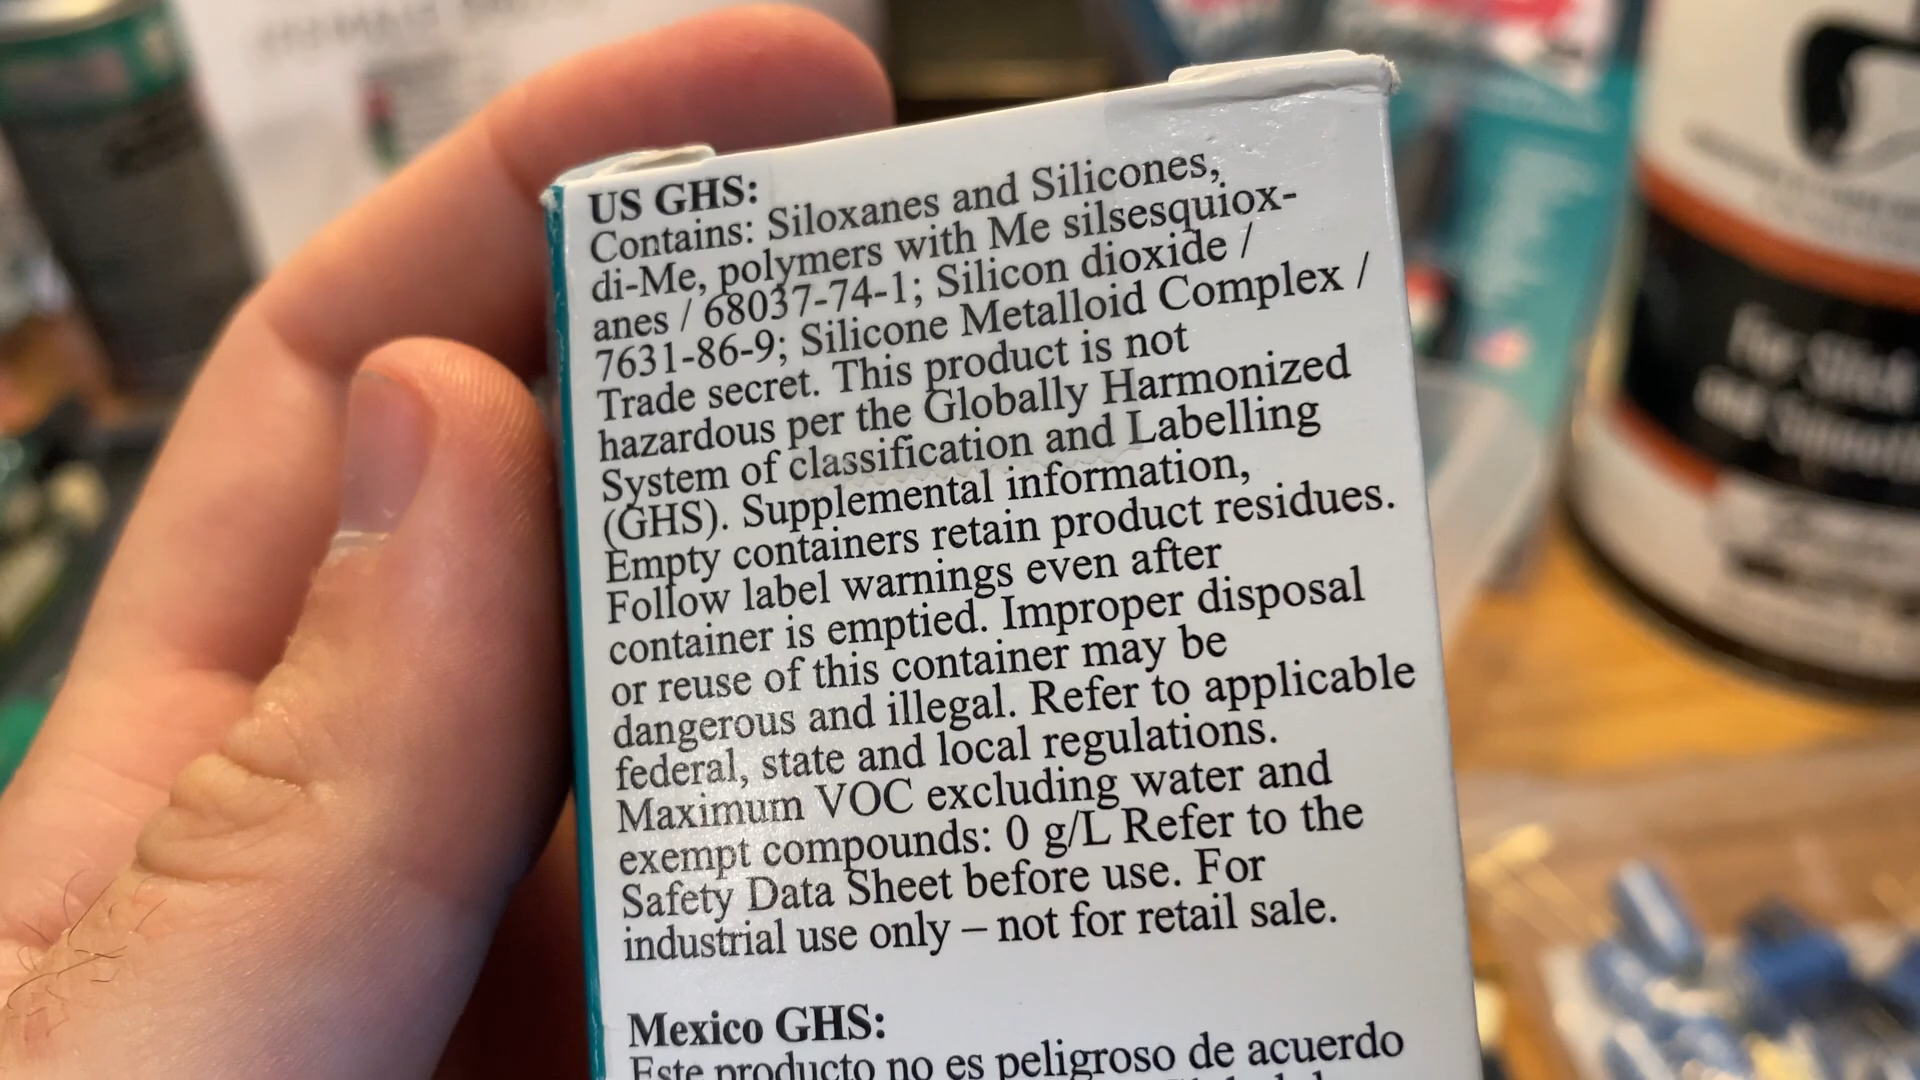 US GHS:
Contains: Siloxanes and Silicones,
di-Me, polymers with Me silsesquiox-
anes / 68037-74-1; Silicon dioxide /
7631-86-9; Silicone Metalloid Complex /
Trade secret. This product is not
hazardous per the Globally Harmonized
System of classification and Labelling
(GHS). Supplemental information,
Empty containers retain product residues.
Follow label warnings even after
container is emptied. Improper disposal
or reuse of this container may be
dangerous and illegal. Refer to applicable
federal, state and local regulations.
Maximum VOC excluding water and
exempt compounds: 0 g/L Refer to the
Safety Data Sheet before use. For
industrial use only – not for retail sale.
Mexico GHS:
Este producto no es peligroso de acuerdo
For
and